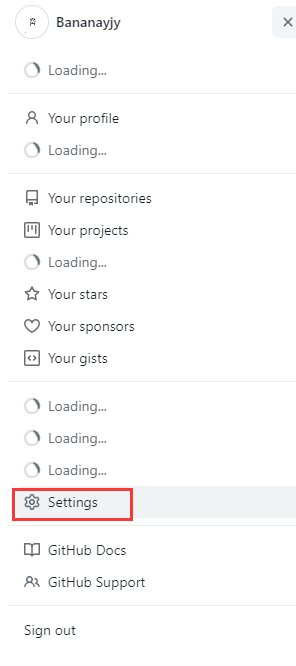 Bananayjy
Loading...
Your profile
Loading...
Your repositories
Your projects
Loading...
Your stars
Your sponsors
Your gists
Loading...
Loading...
Loading...
Settings
GitHub Docs
GitHub Support
Sign out